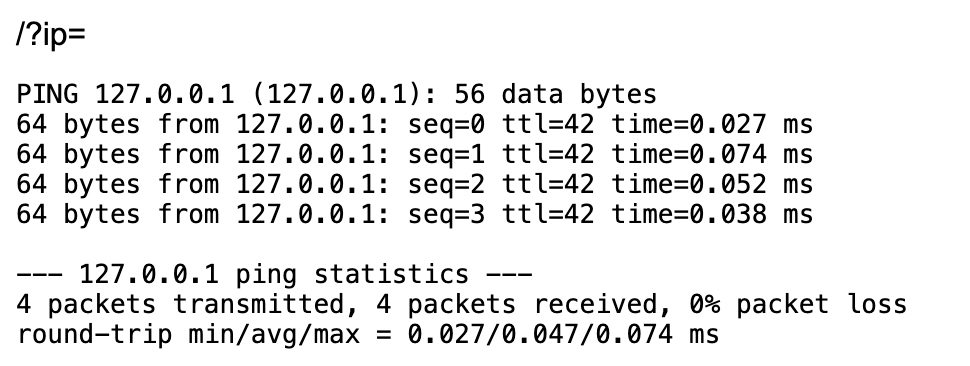 /?ip=
PING 127.0.0.1 (127.0.0.1): 56 data bytes
64 bytes from 127.0.0.1: seq=0 ttl=42 time=0.027 ms
64 bytes from 127.0.0.1: seq=1 ttl=42 time=0.074 ms
64 bytes from 127.0.0.1: seq=2 ttl=42 time=0.052 ms
64 bytes from 127.0.0.1: seq=3 ttl=42 time=0.038 ms
--- 127.0.0.1 ping statistics ---
4 packets transmitted, 4 packets received, 0% packet loss
round-trip min/avg/max = 0.027/0.047/0.074 ms